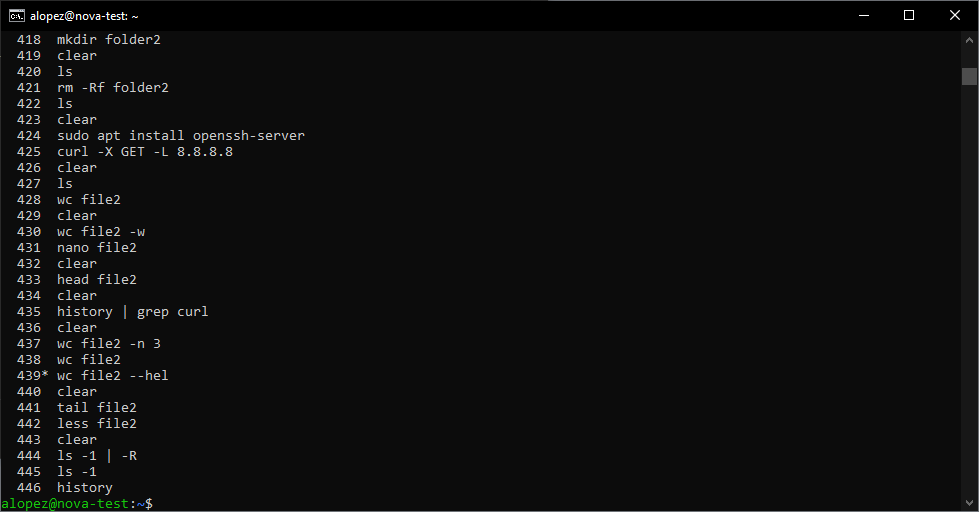 alopez@nova-test: ~
418 mkdir folder2
419 clear
420 ls
421 rm -Rf folder2
422 ls
423 clear
424 sudo apt install openssh-server
425 curl -X GET -L 8.8.8.8
426 clear
427 ls
428 wc file2
429 clear
430 wc file2 -w
431 nano file2
432 clear
433 head file2
434 clear
435 history | grep curl
436 clear
437 wc file2 -n 3
438 wc file2
439* wc file2 --hel
440 clear
441 tail file2
442 less file2
443 clear
444 ls -1 | -R
445 ls -1
446 history
alopez@nova-test:~$